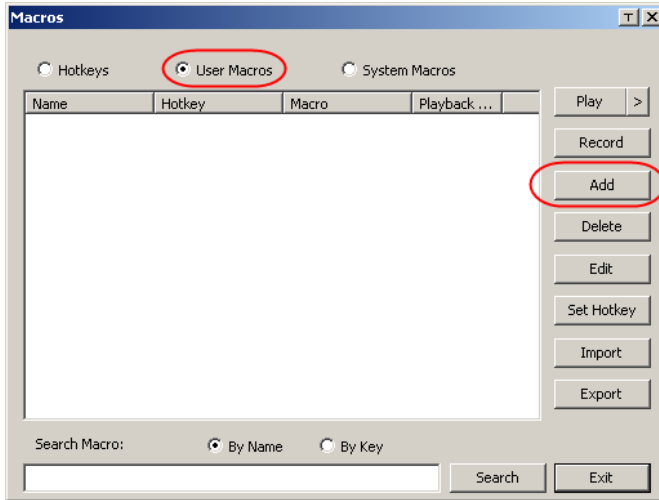 Macros
Hotkeys User Macros System Macros
Name Hotkey Macro Playback ...
Play >
Record
Add
Delete
Edit
Set Hotkey
Import
Export
Search Macro: By Name By Key
Search Exit